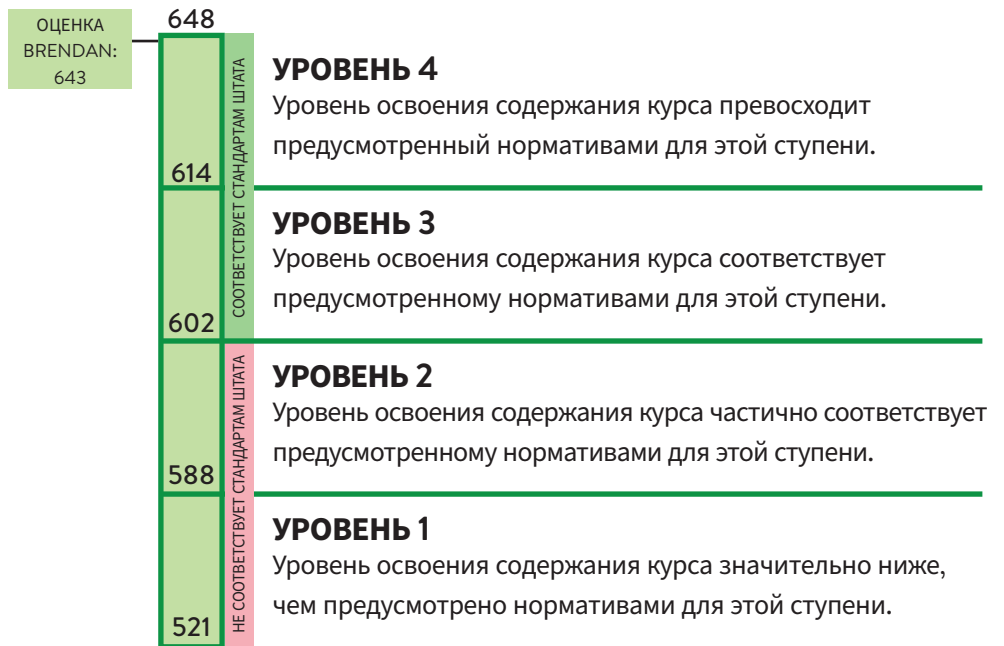 ОЦЕНКА
BRENDAN:
643
648
СООТВЕТСТВУЕТ СТАНДАРТАМ ШТАТА
УРОВЕНЬ 4
Уровень освоения содержания курса превосходит
предусмотренный нормативами для этой ступени.
614
УРОВЕНЬ 3
Уровень освоения содержания курса соответствует
предусмотренному нормативами для этой ступени.
602
НЕ СООТВЕТСТВУЕТ СТАНДАРТАМ ШТАТА
УРОВЕНЬ 2
Уровень освоения содержания курса частично соответствует
предусмотренному нормативами для этой ступени.
588
УРОВЕНЬ 1
Уровень освоения содержания курса значительно ниже,
чем предусмотрено нормативами для этой ступени.
521